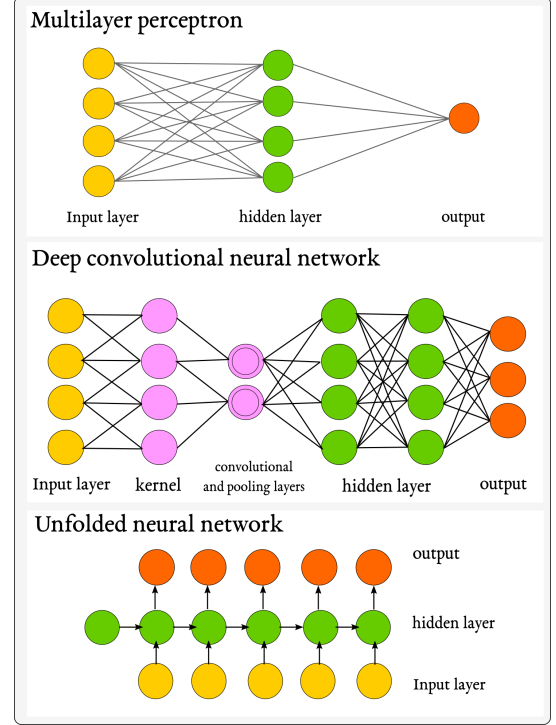 Multilayer perceptron
Input layer
hidden layer
output
Deep convolutional neural network
Input layer
kernel
convolutional
and pooling layers
hidden layer
output
Unfolded neural network
output
hidden layer
Input layer